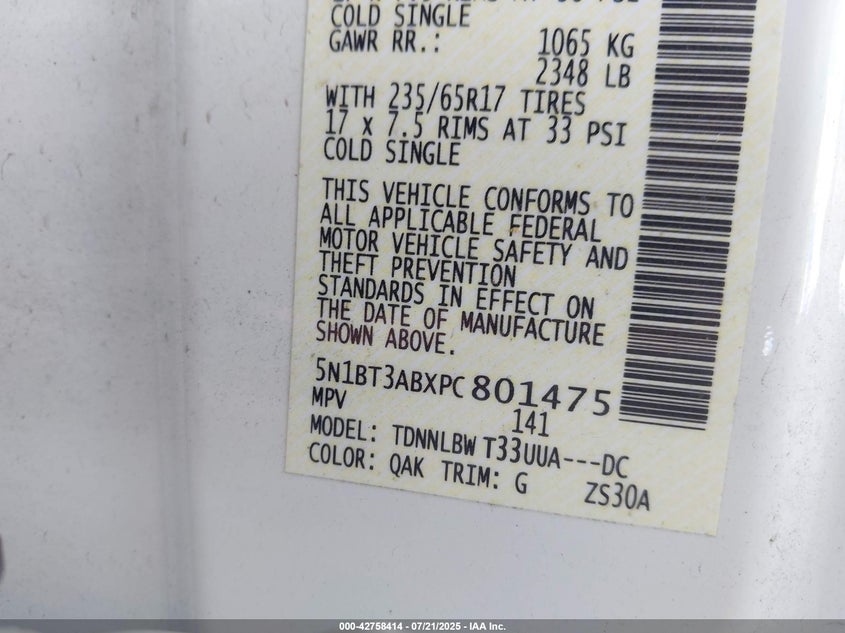 COLD SINGLE
GAWR RR.: 1065 KG
2348 LB
WITH 235/65R17 TIRES
17 X 7.5 RIMS AT 33 PSI
COLD SINGLE
THIS VEHICLE CONFORMS TO
ALL APPLICABLE FEDERAL
MOTOR VEHICLE SAFETY AND
THEFT PREVENTION
STANDARDS IN EFFECT ON
THE DATE OF MANUFACTURE
SHOWN ABOVE.
5N1BT3ABXPC801475
MPV 141
MODEL: TDNNLBW T33UUA---DC
COLOR: QAK TRIM: G ZS30A
000-42758414 - 07/21/2025 - IAA Inc.